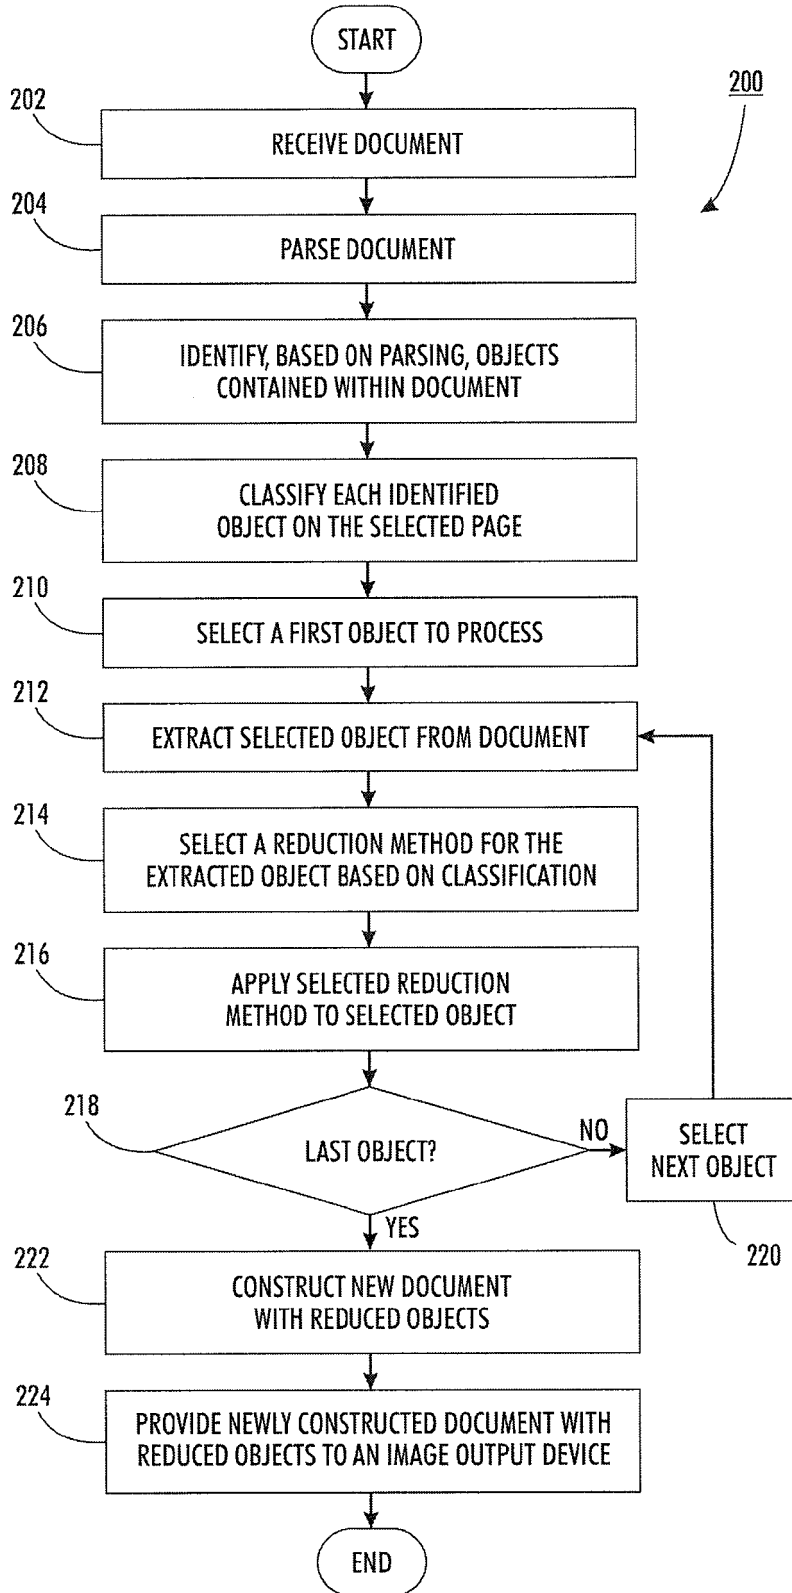 START
200
202
RECEIVE DOCUMENT
204
PARSE DOCUMENT
206
IDENTIFY, BASED ON PARSING, OBJECTS
CONTAINED WITHIN DOCUMENT
208
CLASSIFY EACH IDENTIFIED
OBJECT ON THE SELECTED PAGE
210
SELECT A FIRST OBJECT TO PROCESS
212
EXTRACT SELECTED OBJECT FROM DOCUMENT
214
SELECT A REDUCTION METHOD FOR THE
EXTRACTED OBJECT BASED ON CLASSIFICATION
216
APPLY SELECTED REDUCTION
METHOD TO SELECTED OBJECT
218
LAST OBJECT?
NO
SELECT
NEXT OBJECT
220
YES
222
CONSTRUCT NEW DOCUMENT
WITH REDUCED OBJECTS
224
PROVIDE NEWLY CONSTRUCTED DOCUMENT WITH
REDUCED OBJECTS TO AN IMAGE OUTPUT DEVICE
END